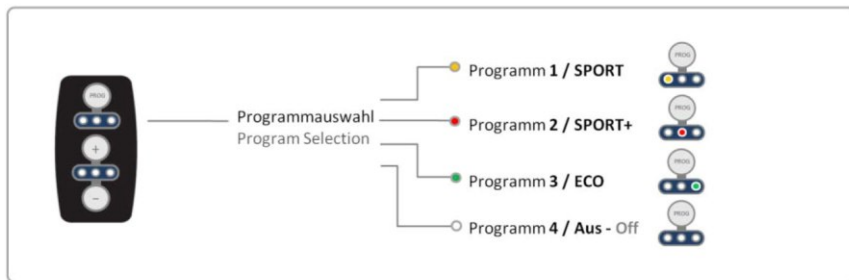 Programm 1 / SPORT
PROG
PROG
Programmauswahl
Program Selection
Programm 2 / SPORT+
PROG
+
Programm 3 / ECO
PROG
−
Programm 4 / Aus - Off
PROG